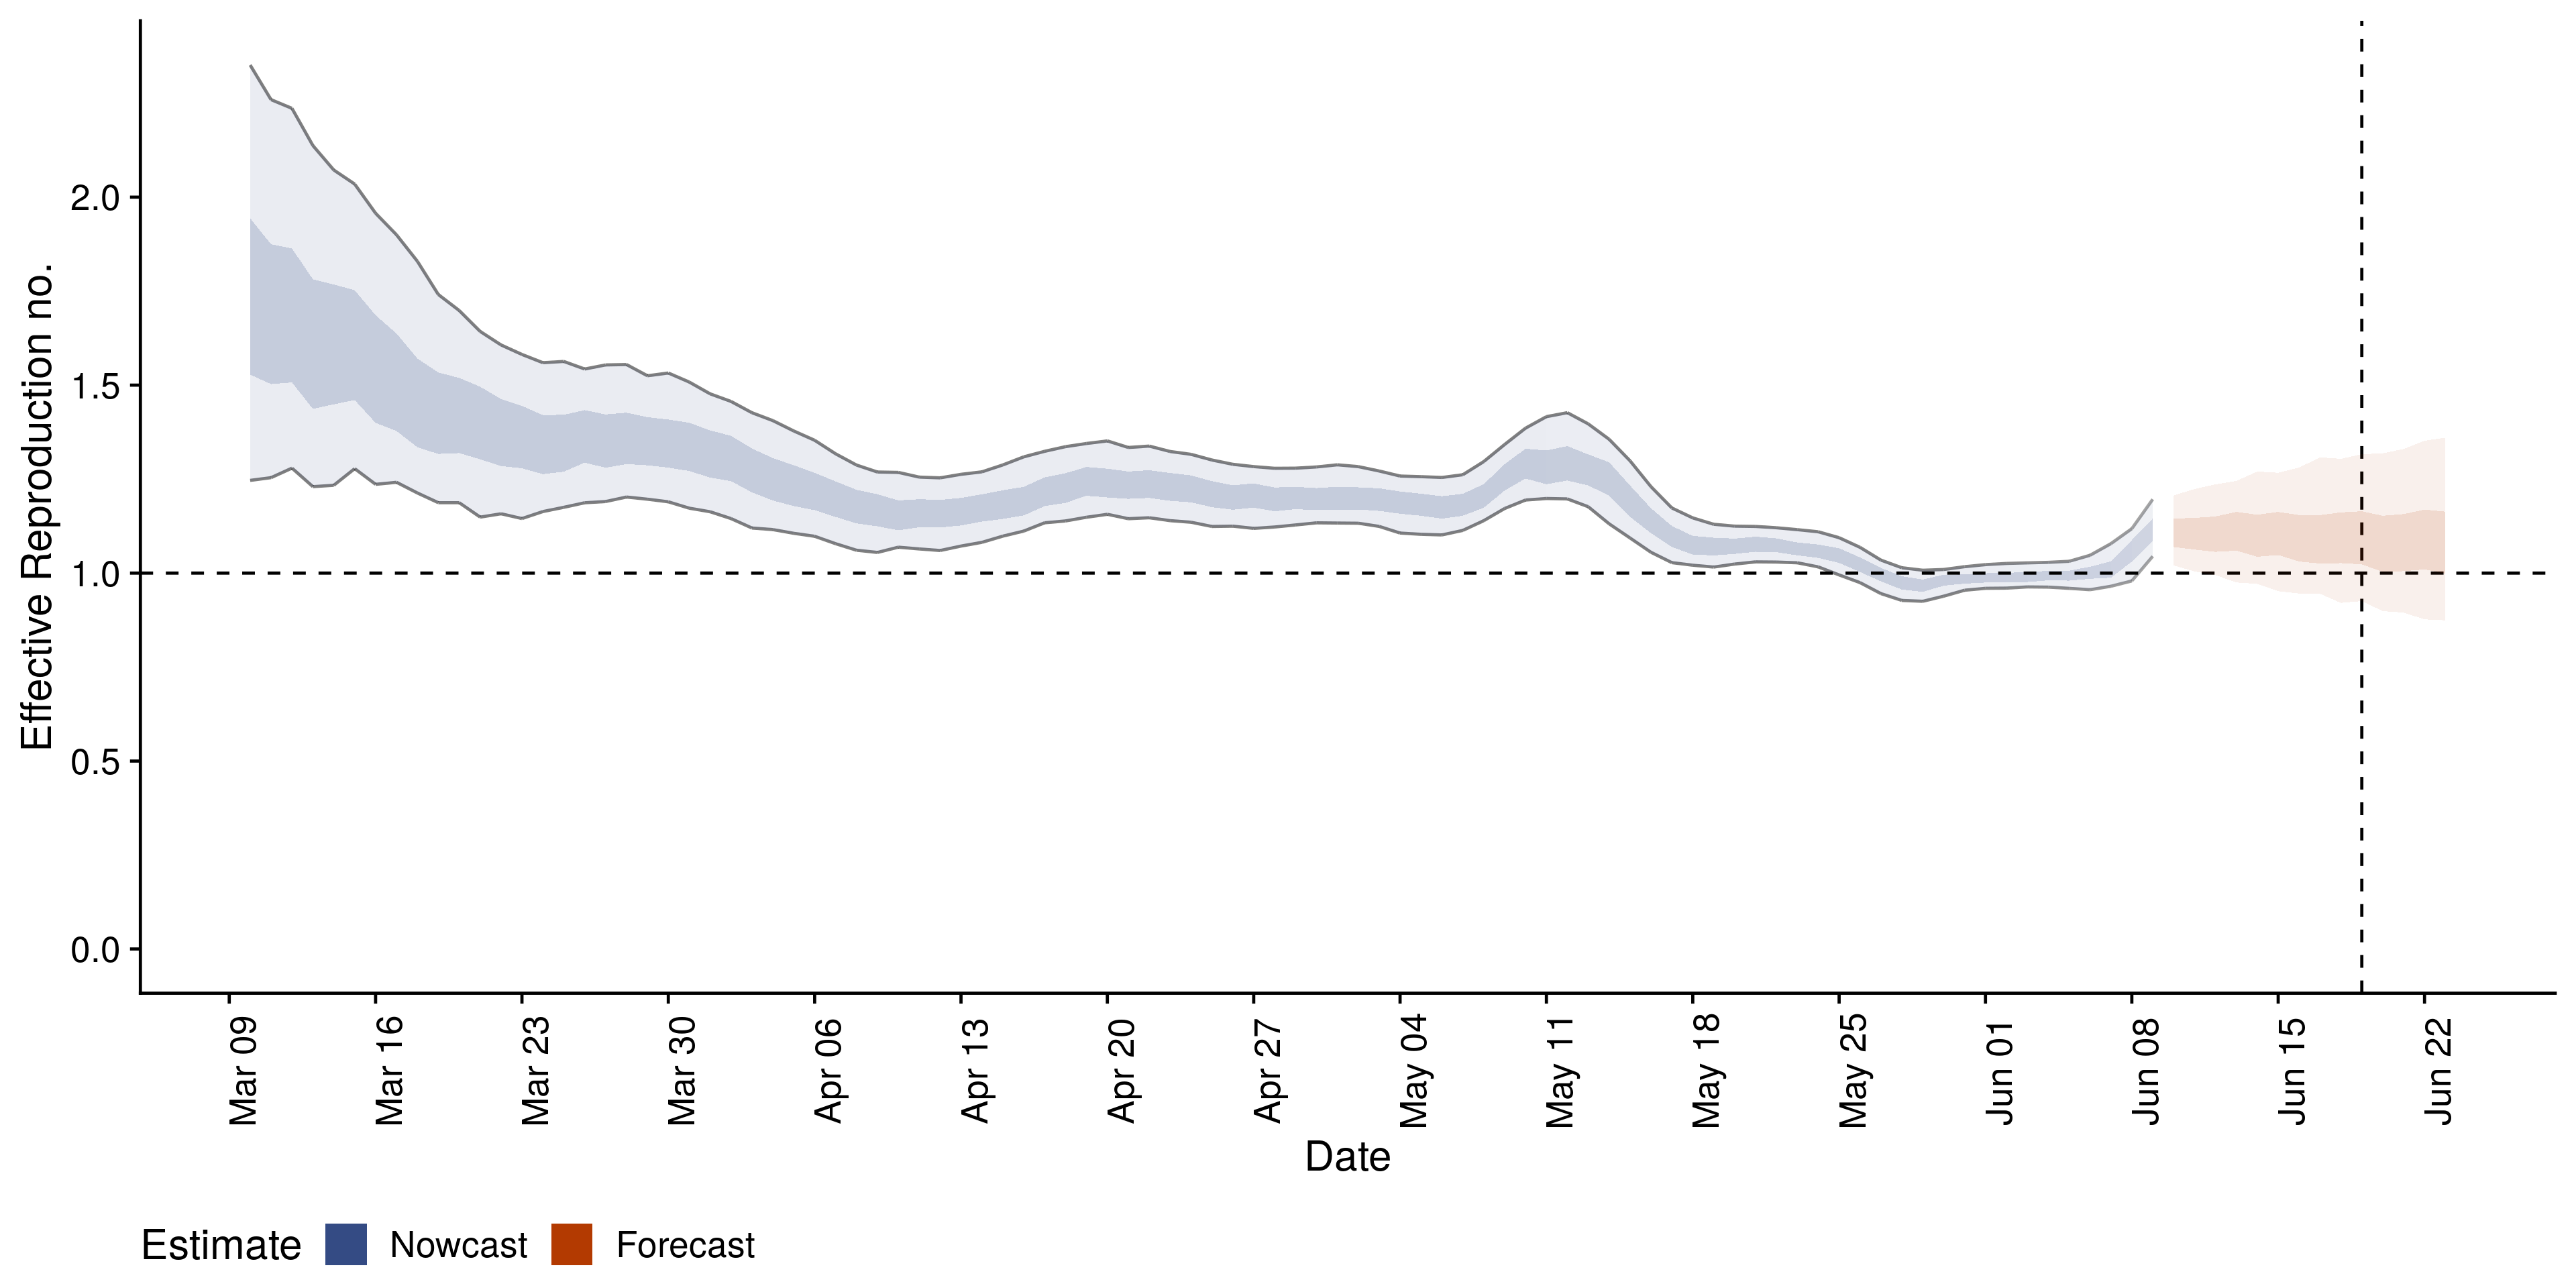 Effective Reproduction no.
2.0
1.5
1.0
0.5
0.0
Mar 09
Mar 16
Mar 23
Mar 30
Apr 06
Apr 13
Apr 20
Apr 27
May 04
May 11
May 18
May 25
Jun 01
Jun 08
Jun 15
Jun 22
Date
Estimate Nowcast Forecast